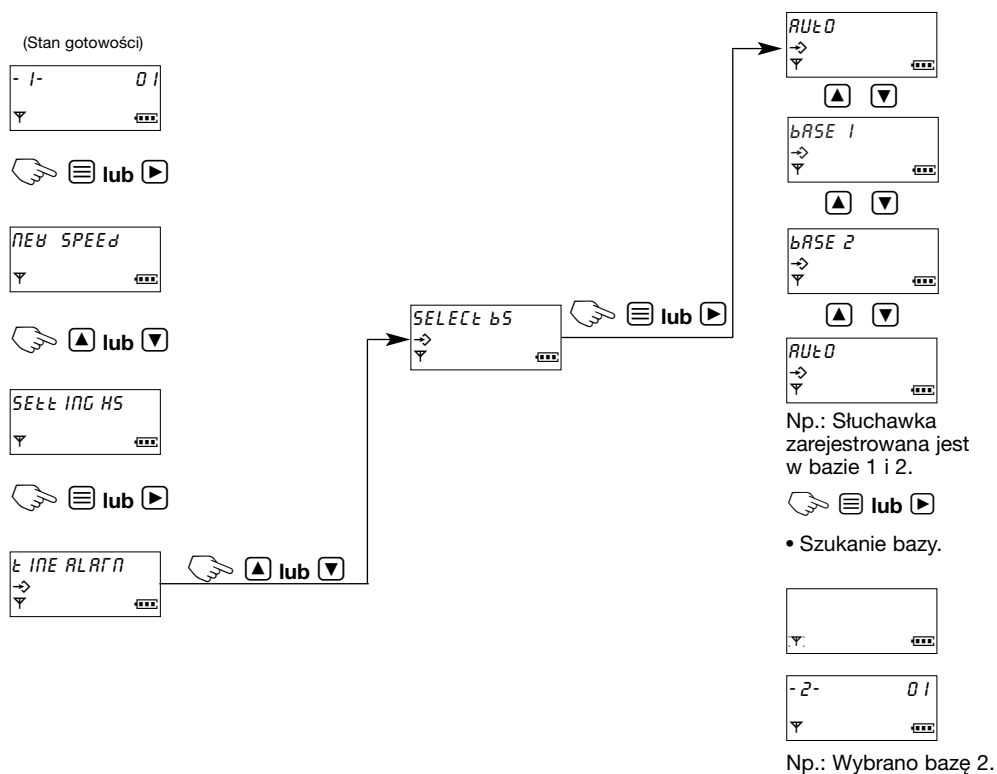 (Stan gotowości)
- 1- 01
lub
NEW SPEEd
lub
SEtt ING HS
lub
t IME ALArM
lub
SELECt bS
lub
AUtO
bASE 1
bASE 2
AUtO
Np.: Słuchawka
zarejestrowana jest
w bazie 1 i 2.
lub
• Szukanie bazy.
- 2- 01
Np.: Wybrano bazę 2.